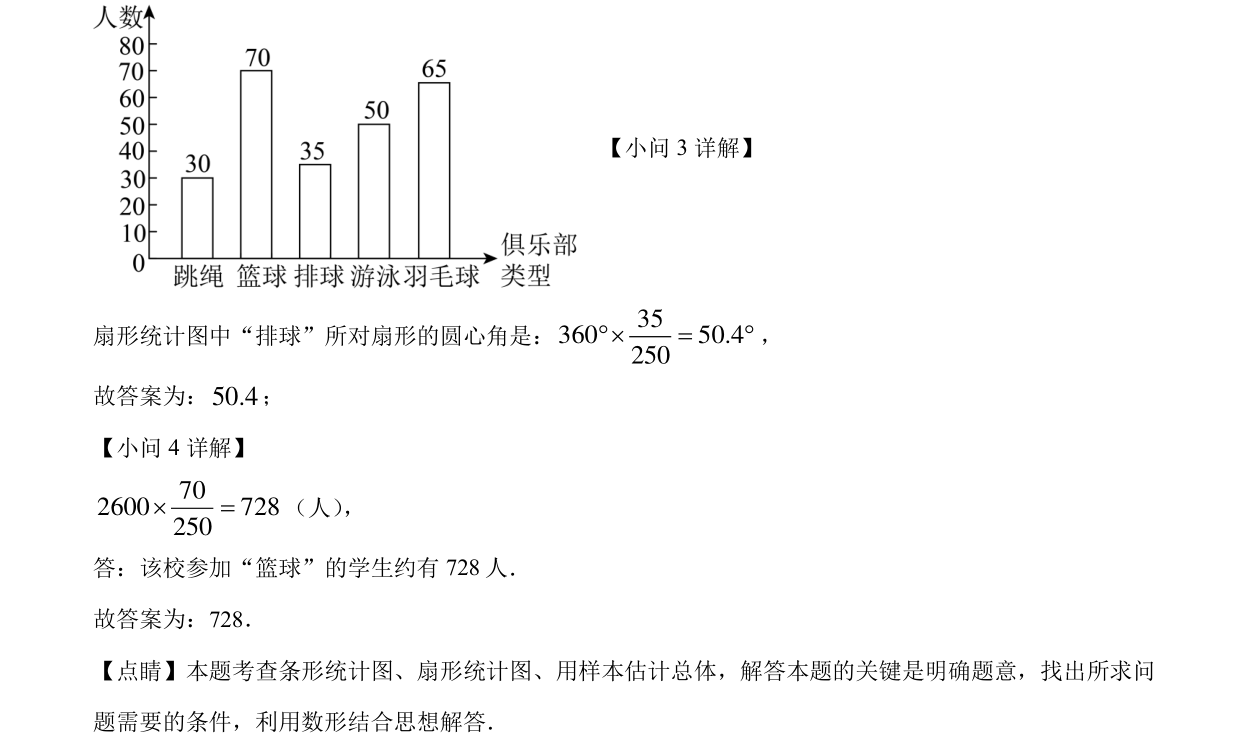 人数
80
70
60
50
40
30
20
10
0
30
70
35
50
65
跳绳 篮球 排球 游泳 羽毛球
俱乐部
类型
【小问 3 详解】
扇形统计图中“排球”所对扇形的圆心角是：360°×35/250＝50.4°，
故答案为：50.4；
【小问 4 详解】
2600×70/250＝728（人），
答：该校参加“篮球”的学生约有 728 人．
故答案为：728．
【点睛】本题考查条形统计图、扇形统计图、用样本估计总体，解答本题的关键是明确题意，找出所求问
题需要的条件，利用数形结合思想解答．